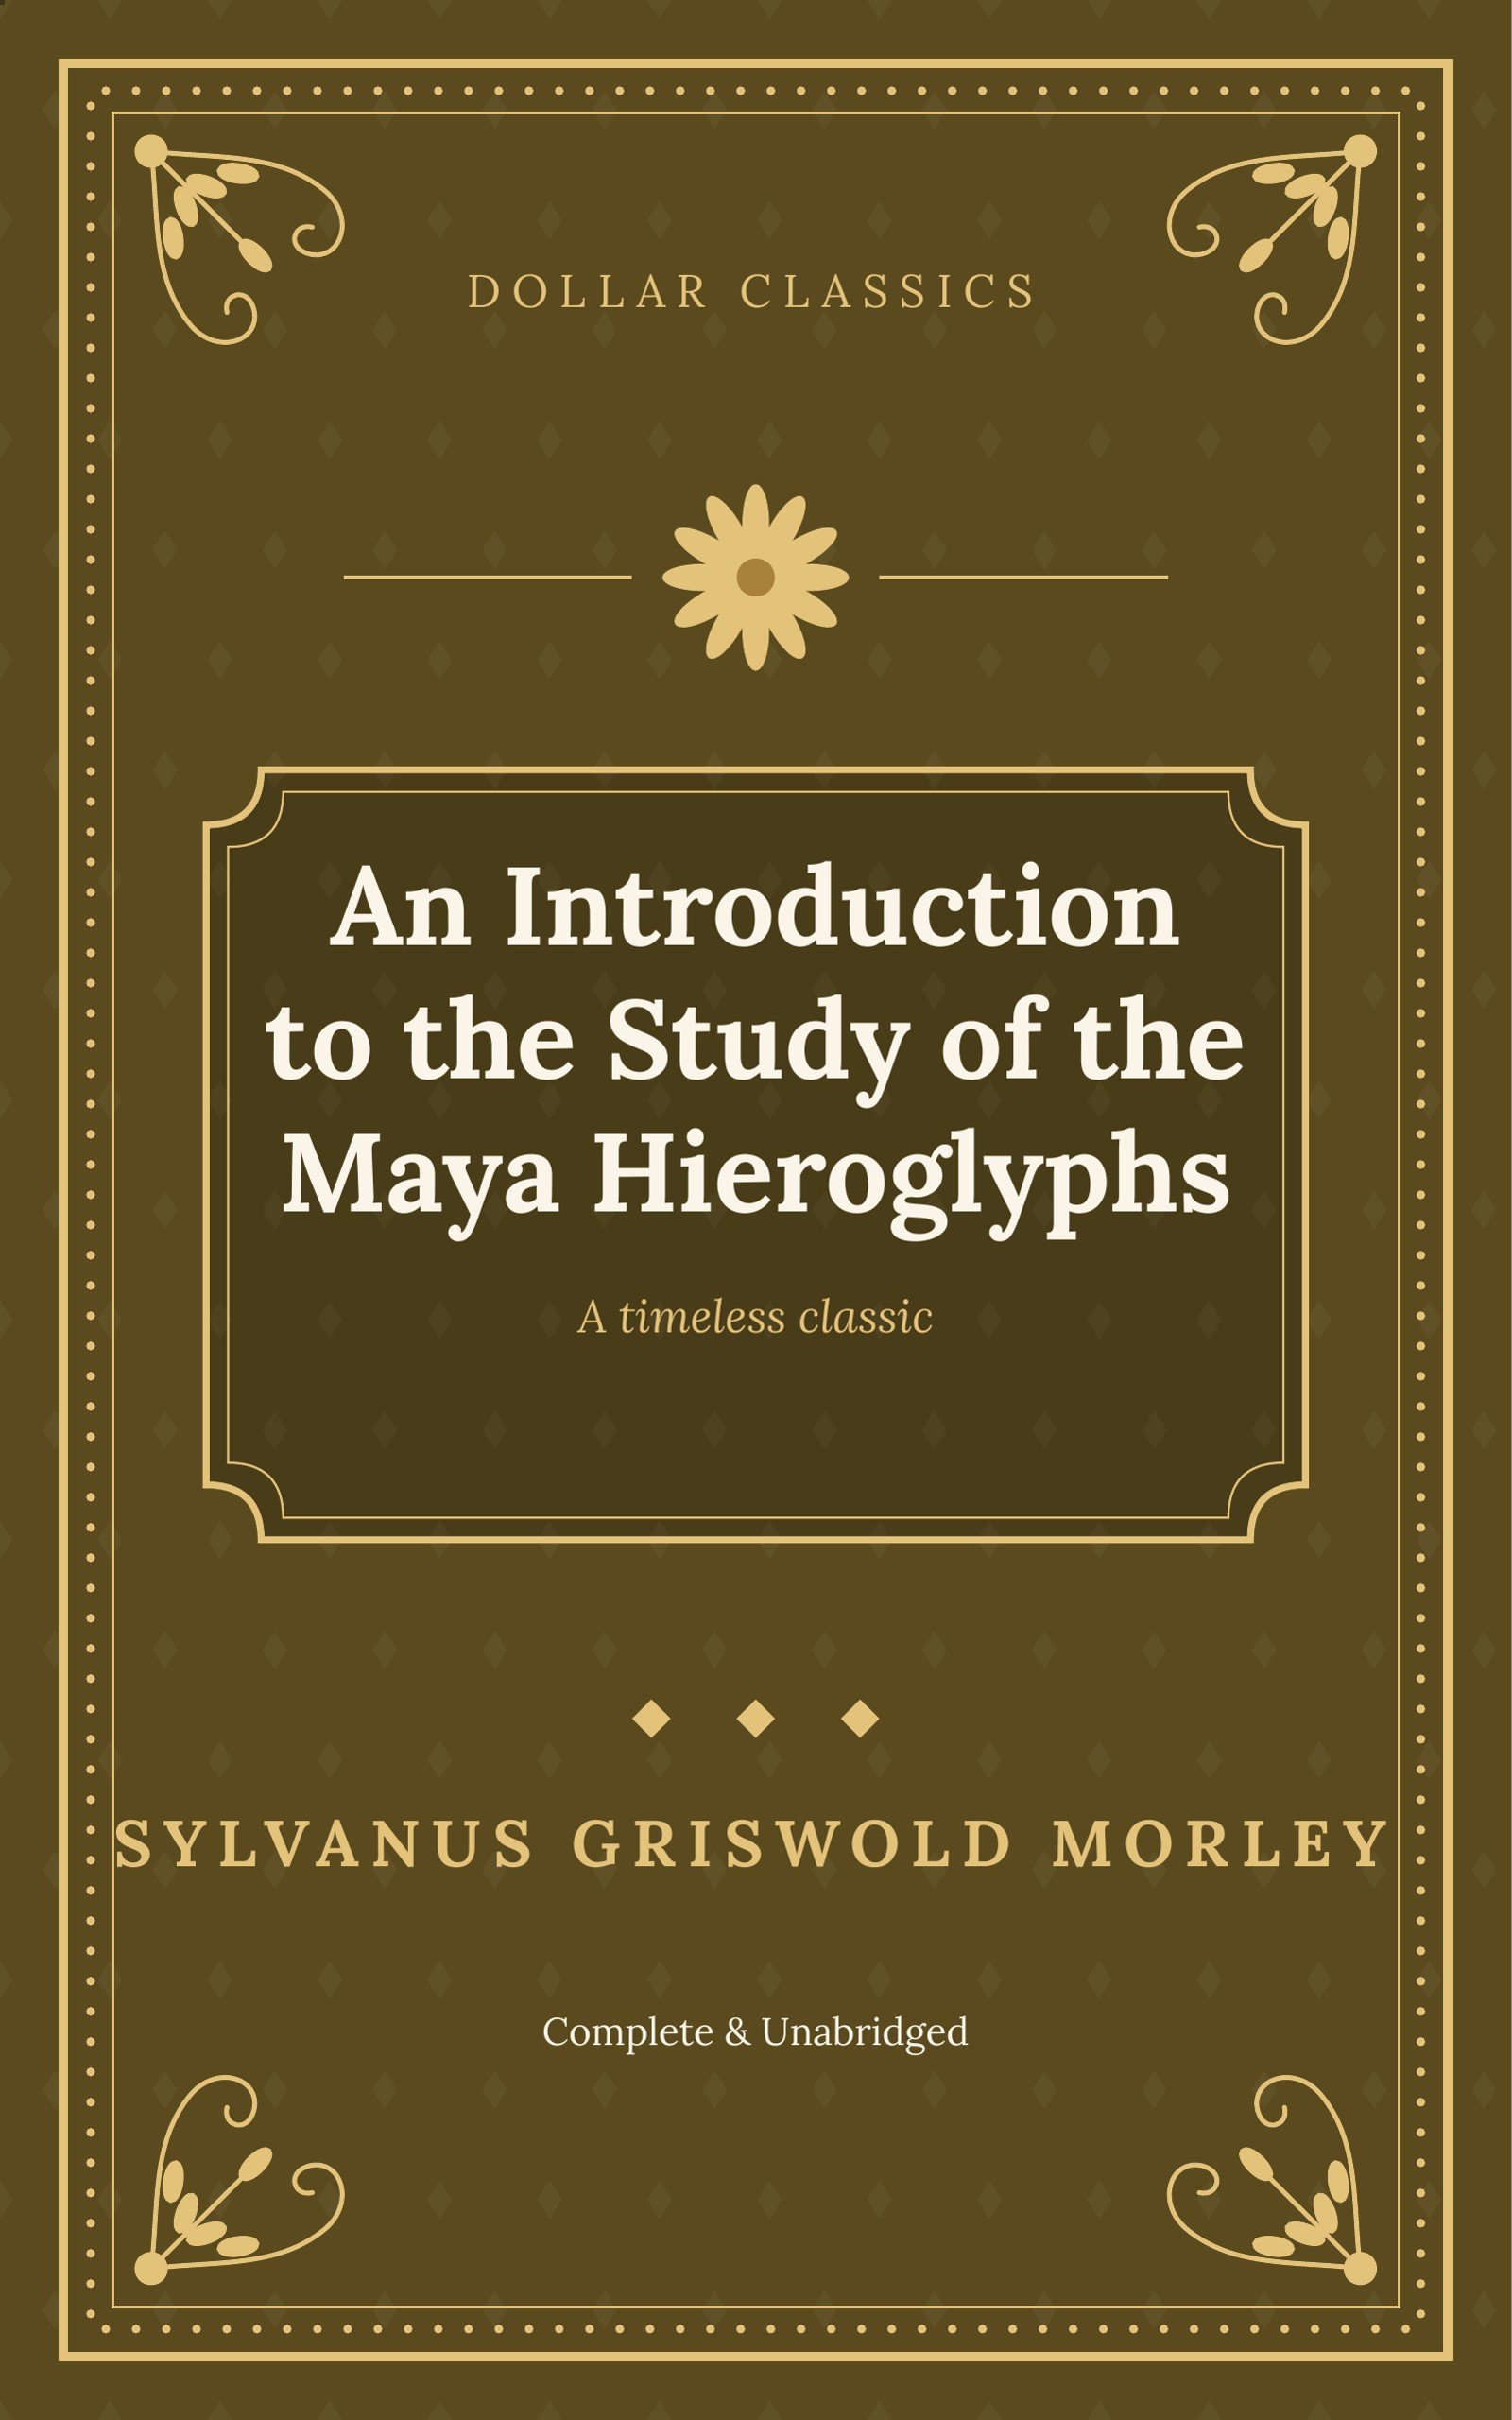 DOLLAR CLASSICS
An Introduction
to the Study of the
Maya Hieroglyphs
A timeless classic
SYLVANUS GRISWOLD MORLEY
Complete & Unabridged